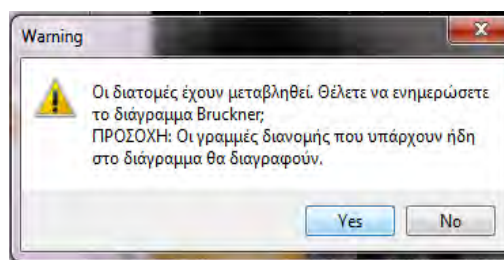 Warning
Οι διατομές έχουν μεταβληθεί. Θέλετε να ενημερώσετε
το διάγραμμα Bruckner;
ΠΡΟΣΟΧΗ: Οι γραμμές διανομής που υπάρχουν ήδη
στο διάγραμμα θα διαγραφούν.
Yes
No